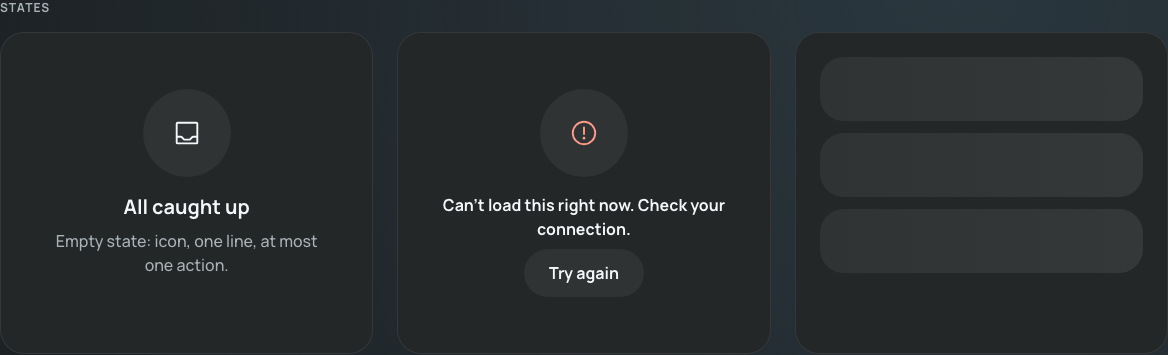 STATES
All caught up
Empty state: icon, one line, at most
one action.
Can't load this right now. Check your
connection.
Try again